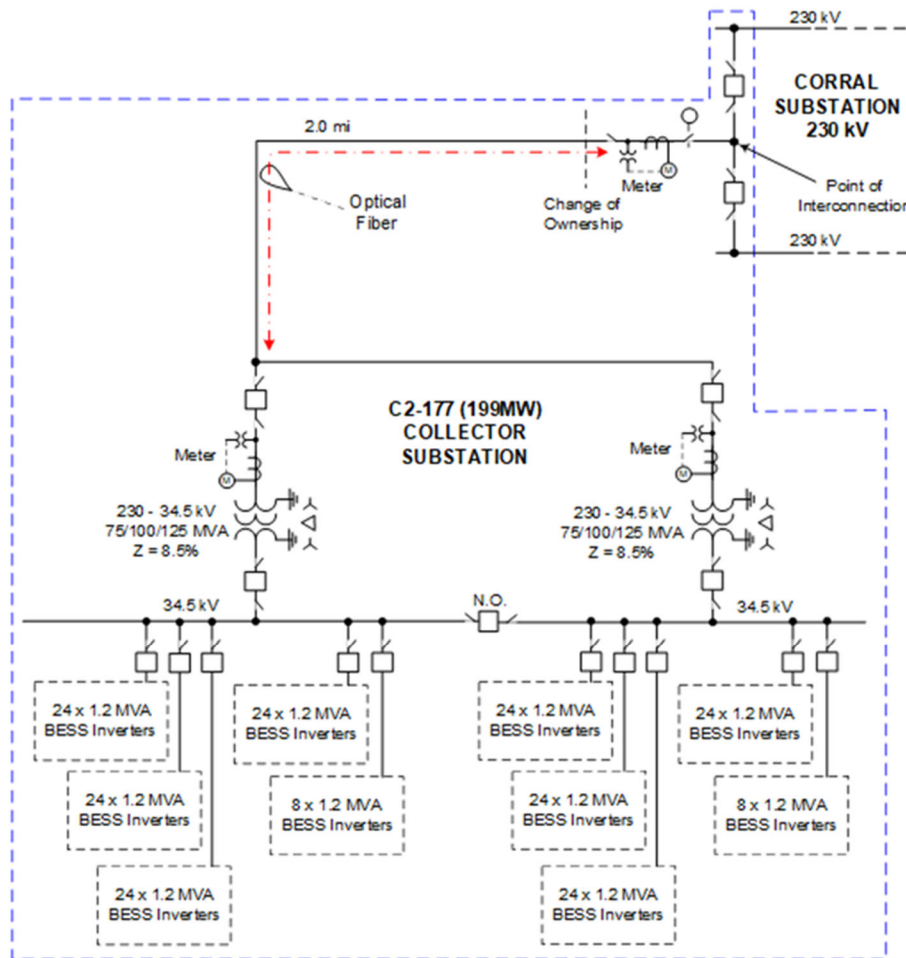 230 kV
230 kV
CORRAL
SUBSTATION
230 kV
2.0 mi
M
Meter
Optical
Fiber
Change of
Ownership
Point of
Interconnection
230 kV
230 kV
C2-177 (199MW)
COLLECTOR
SUBSTATION
Meter
M
230 - 34.5 kV
75/100/125 MVA
Z = 8.5%
Meter
M
230 - 34.5 kV
75/100/125 MVA
Z = 8.5%
34.5 kV
N.O.
34.5 kV
24 x 1.2 MVA
BESS Inverters
24 x 1.2 MVA
BESS Inverters
24 x 1.2 MVA
BESS Inverters
24 x 1.2 MVA
BESS Inverters
24 x 1.2 MVA
BESS Inverters
8 x 1.2 MVA
BESS Inverters
24 x 1.2 MVA
BESS Inverters
8 x 1.2 MVA
BESS Inverters
24 x 1.2 MVA
BESS Inverters
24 x 1.2 MVA
BESS Inverters